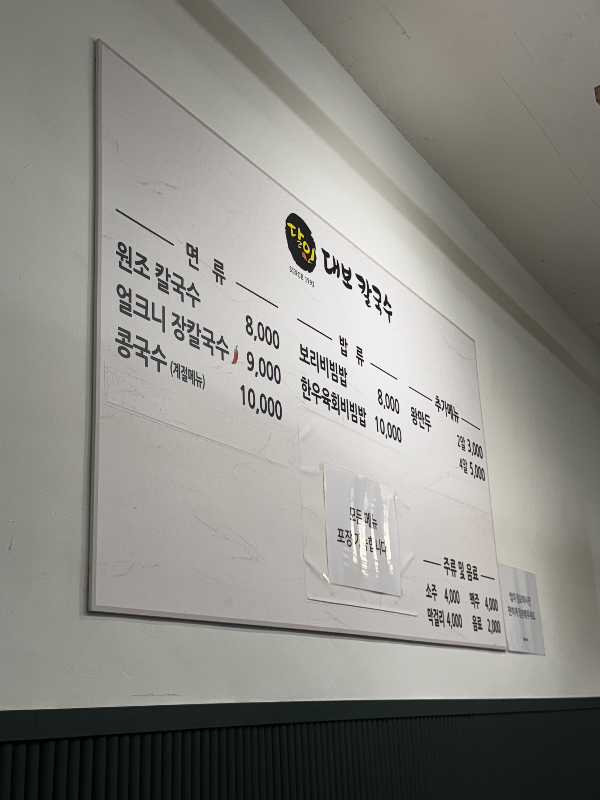 달인
SINCE 1993
대보 칼국수
면 류
원조 칼국수 8,000
얼크니 장칼국수 9,000
콩국수 (계절메뉴) 10,000
밥 류
보리비빔밥 8,000
한우육회비빔밥 10,000
추가메뉴
왕만두 2알 3,000
4알 5,000
모든 메뉴
포장 가능합니다
주류 및 음료
소주 4,000 맥주 4,000
막걸리 4,000 음료 2,000